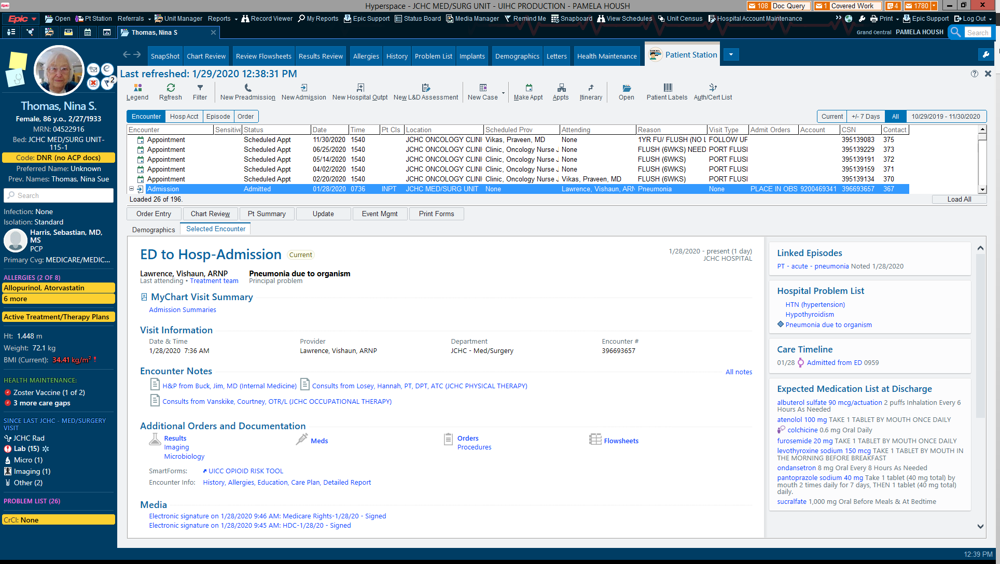 Hyperspace - JCHC MED/SURG UNIT - UIHC PRODUCTION - PAMELA HOUSH
108 Doc Query 1 Covered Work 4 1780
Epic Open Pt Station Referrals Unit Manager Reports Record Viewer My Reports Epic Support Status Board Media Manager Remind Me Snapboard View Schedules Unit Census Hospital Account Maintenance Print Epic Support Log Out
Thomas, Nina S Grand Central PAMELA HOUSH Search
SnapShot Chart Review Review Flowsheets Results Review Allergies History Problem List Implants Demographics Letters Health Maintenance Patient Station
2
Thomas, Nina S.
Female, 86 y.o., 2/27/1933
MRN: 04522916
Bed: JCHC MED/SURG UNIT-
115-1
Code: DNR (no ACP docs)
Preferred Name: Unknown
Prev. Names: Thomas, Nina Sue
Search
Infection: None
Isolation: Standard
Harris, Sebastian, MD,
MS
PCP
Primary Cvg: MEDICARE/MEDIC...
ALLERGIES (2 OF 8)
Allopurinol, Atorvastatin
6 more
Active Treatment/Therapy Plans
Ht: 1.448 m
Weight: 72.1 kg
BMI (Current): 34.41 kg/m² !
HEALTH MAINTENANCE:
Zoster Vaccine (1 of 2)
3 more care gaps
SINCE LAST JCHC - MED/SURGERY
VISIT
JCHC Rad
Lab (15)
Micro (1)
Imaging (1)
Other (2)
PROBLEM LIST (26)
CrCl: None
Last refreshed: 1/29/2020 12:38:31 PM
Legend Refresh Filter New Preadmission New Admission New Hospital Outpt New L&D Assessment New Case Make Appt Appts Itinerary Open Patient Labels Auth/Cert List
Encounter Hosp Acct Episode Order Current +/- 7 Days All 10/29/2019 - 11/30/2020
Encounter Sensitive Status Date Time Pt Cls Location Scheduled Prov Attending Reason Visit Type Admit Orders Account CSN Contact
Appointment Scheduled Appt 11/30/2020 1540 JCHC ONCOLOGY CLINI Vikas, Praveen, MD None 1YR FU/ FLUSH (NO L FOLLOW UF 395139083 375
Appointment Scheduled Appt 06/25/2020 1540 JCHC ONCOLOGY CLINI Clinic, Oncology Nurse J None FLUSH (6WKS) NEED PORT FLUSI 395139229 373
Appointment Scheduled Appt 05/14/2020 1540 JCHC ONCOLOGY CLINI Clinic, Oncology Nurse J None FLUSH (6WKS) PORT FLUSI 395139191 372
Appointment Scheduled Appt 04/02/2020 1540 JCHC ONCOLOGY CLINI Clinic, Oncology Nurse J None FLUSH (6WKS) PORT FLUSI 395139159 371
Appointment Scheduled Appt 02/20/2020 1540 JCHC ONCOLOGY CLINI Clinic, Oncology Nurse J Vikas, Praveen, MD FLUSH (6WKS) PORT FLUSI 395139134 370
Admission Admitted 01/28/2020 0736 INPT JCHC MED/SURG UNIT None Lawrence, Vishaun, ARN Pneumonia None PLACE IN OBS 9200469341 396693657 367
Loaded 26 of 196. Load All
Order Entry Chart Review Pt Summary Update Event Mgmt Print Forms
Demographics Selected Encounter
ED to Hosp-Admission Current 1/28/2020 - present (1 day)
JCHC HOSPITAL
Lawrence, Vishaun, ARNP Pneumonia due to organism
Last attending • Treatment team Principal problem
MyChart Visit Summary
Admission Summaries
Visit Information
Date & Time Provider Department Encounter #
1/28/2020 7:36 AM Lawrence, Vishaun, ARNP JCHC - Med/Surgery 396693657
Encounter Notes All notes
H&P from Buck, Jim, MD (Internal Medicine) Consults from Losey, Hannah, PT, DPT, ATC (JCHC PHYSICAL THERAPY)
Consults from Vanskike, Courtney, OTR/L (JCHC OCCUPATIONAL THERAPY)
Additional Orders and Documentation
Results Meds Orders Flowsheets
Imaging Procedures
Microbiology
SmartForms: UICC OPIOID RISK TOOL
Encounter Info: History, Allergies, Education, Care Plan, Detailed Report
Media
Electronic signature on 1/28/2020 9:46 AM: Medicare Rights-1/28/20 - Signed
Electronic signature on 1/28/2020 9:45 AM: HDC-1/28/20 - Signed
Linked Episodes
PT - acute - pneumonia Noted 1/28/2020
Hospital Problem List
HTN (hypertension)
Hypothyroidism
Pneumonia due to organism
Care Timeline
01/28 Admitted from ED 0959
Expected Medication List at Discharge
albuterol sulfate 90 mcg/actuation 2 puffs Inhalation Every 6
Hours As Needed
atenolol 100 mg TAKE 1 TABLET BY MOUTH ONCE DAILY
colchicine 0.6 mg Oral Daily
furosemide 20 mg TAKE 1 TABLET BY MOUTH ONCE DAILY
levothyroxine sodium 150 mcg TAKE 1 TABLET BY MOUTH IN
THE MORNING BEFORE BREAKFAST
ondansetron 8 mg Oral Every 8 Hours As Needed
pantoprazole sodium 40 mg Take 1 tablet (40 mg total) by
mouth 2 times daily for 7 days, THEN 1 tablet (40 mg total)
daily.
sucralfate 1,000 mg Oral Before Meals & At Bedtime
12:39 PM